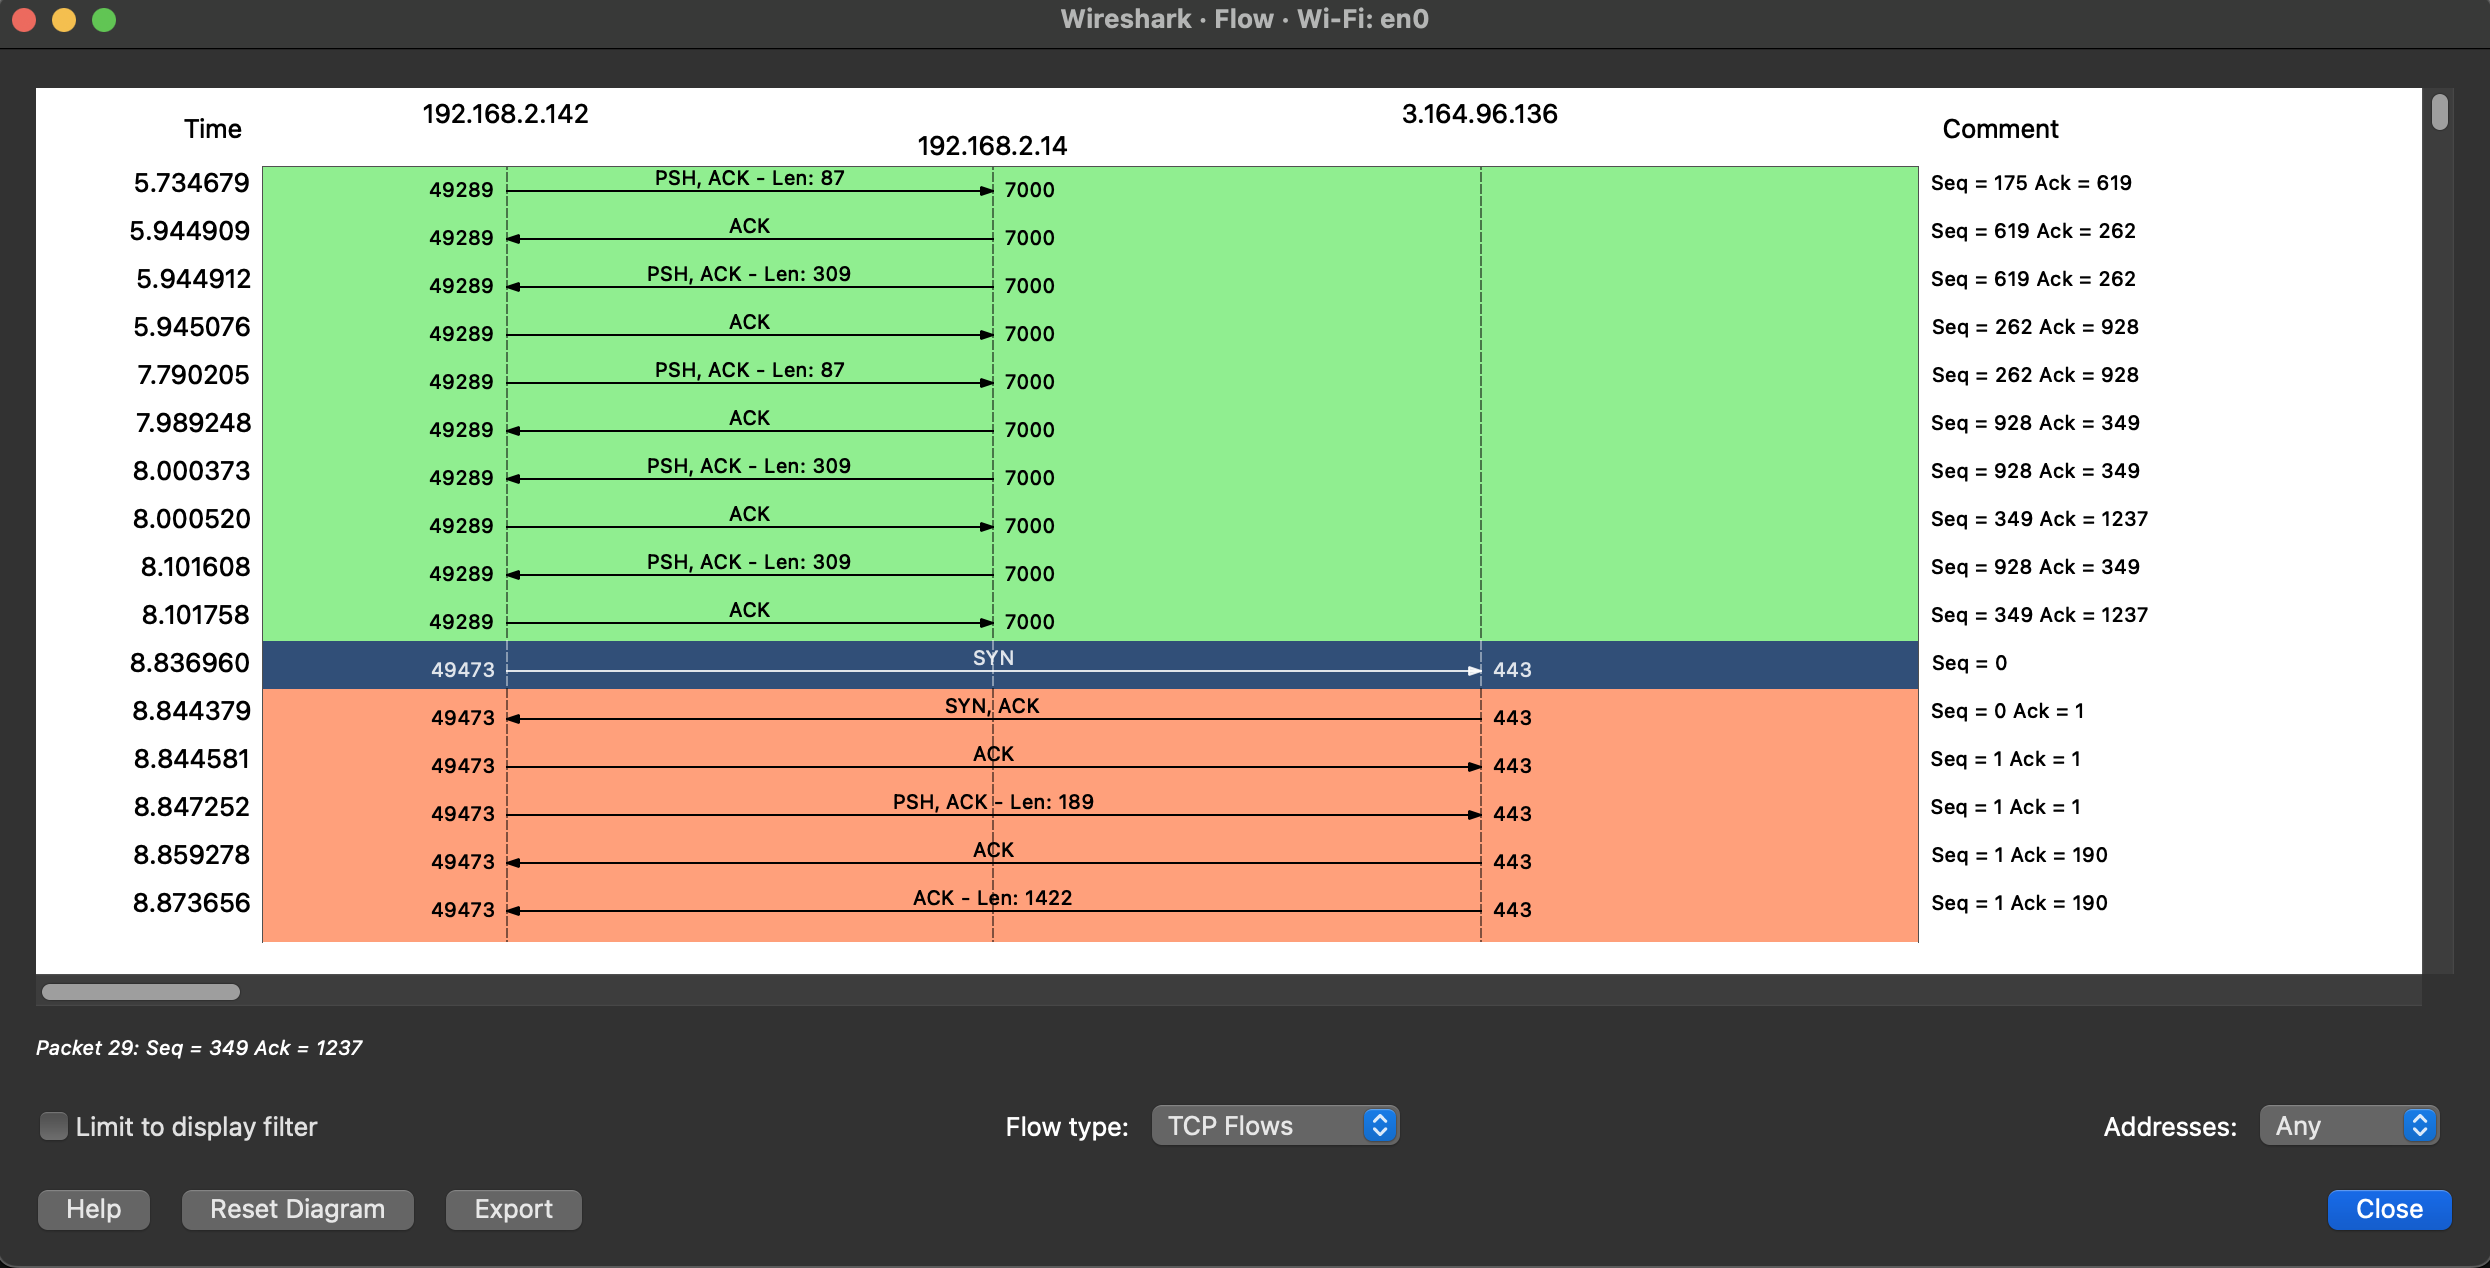 Wireshark · Flow · Wi-Fi: en0
Time 192.168.2.142 192.168.2.14 3.164.96.136 Comment
5.734679 49289 PSH, ACK - Len: 87 7000 Seq = 175 Ack = 619
5.944909 49289 ACK 7000 Seq = 619 Ack = 262
5.944912 49289 PSH, ACK - Len: 309 7000 Seq = 619 Ack = 262
5.945076 49289 ACK 7000 Seq = 262 Ack = 928
7.790205 49289 PSH, ACK - Len: 87 7000 Seq = 262 Ack = 928
7.989248 49289 ACK 7000 Seq = 928 Ack = 349
8.000373 49289 PSH, ACK - Len: 309 7000 Seq = 928 Ack = 349
8.000520 49289 ACK 7000 Seq = 349 Ack = 1237
8.101608 49289 PSH, ACK - Len: 309 7000 Seq = 928 Ack = 349
8.101758 49289 ACK 7000 Seq = 349 Ack = 1237
8.836960 49473 SYN 443 Seq = 0
8.844379 49473 SYN, ACK 443 Seq = 0 Ack = 1
8.844581 49473 ACK 443 Seq = 1 Ack = 1
8.847252 49473 PSH, ACK - Len: 189 443 Seq = 1 Ack = 1
8.859278 49473 ACK 443 Seq = 1 Ack = 190
8.873656 49473 ACK - Len: 1422 443 Seq = 1 Ack = 190
Packet 29: Seq = 349 Ack = 1237
Limit to display filter Flow type: TCP Flows Addresses: Any
Help Reset Diagram Export Close